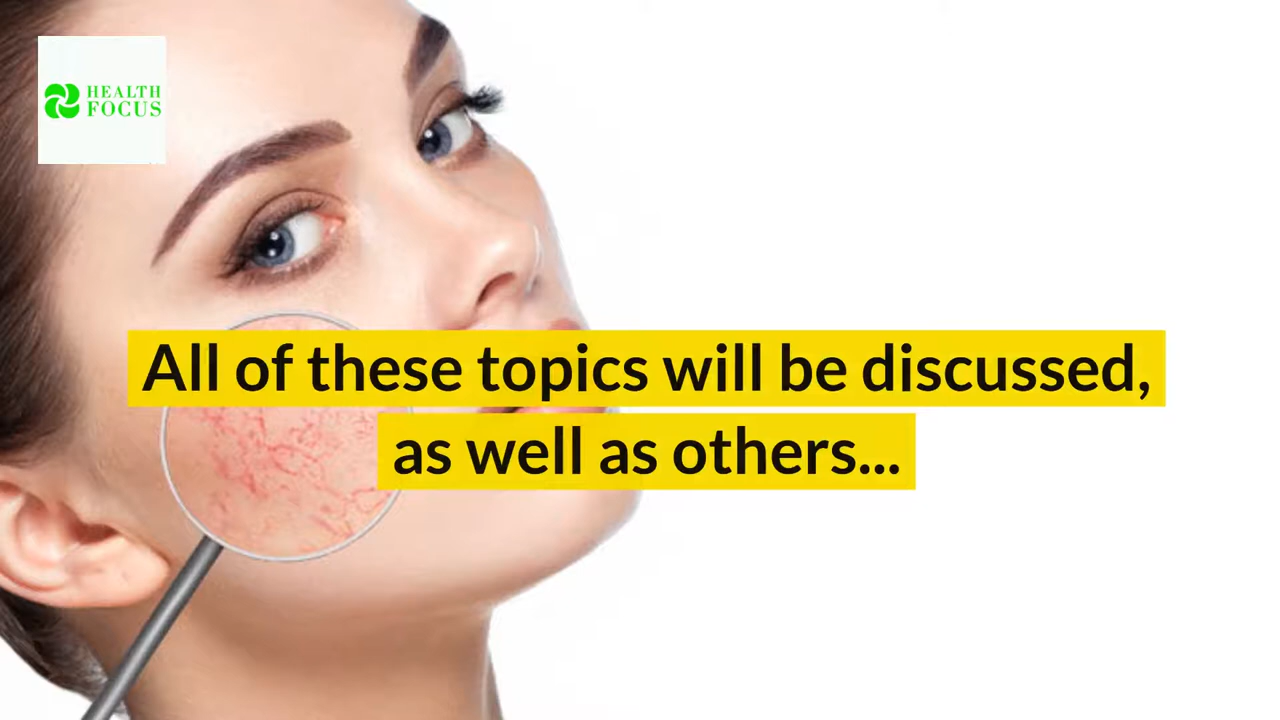 HEALTH
FOCUS
All of these topics will be discussed,
as well as others...